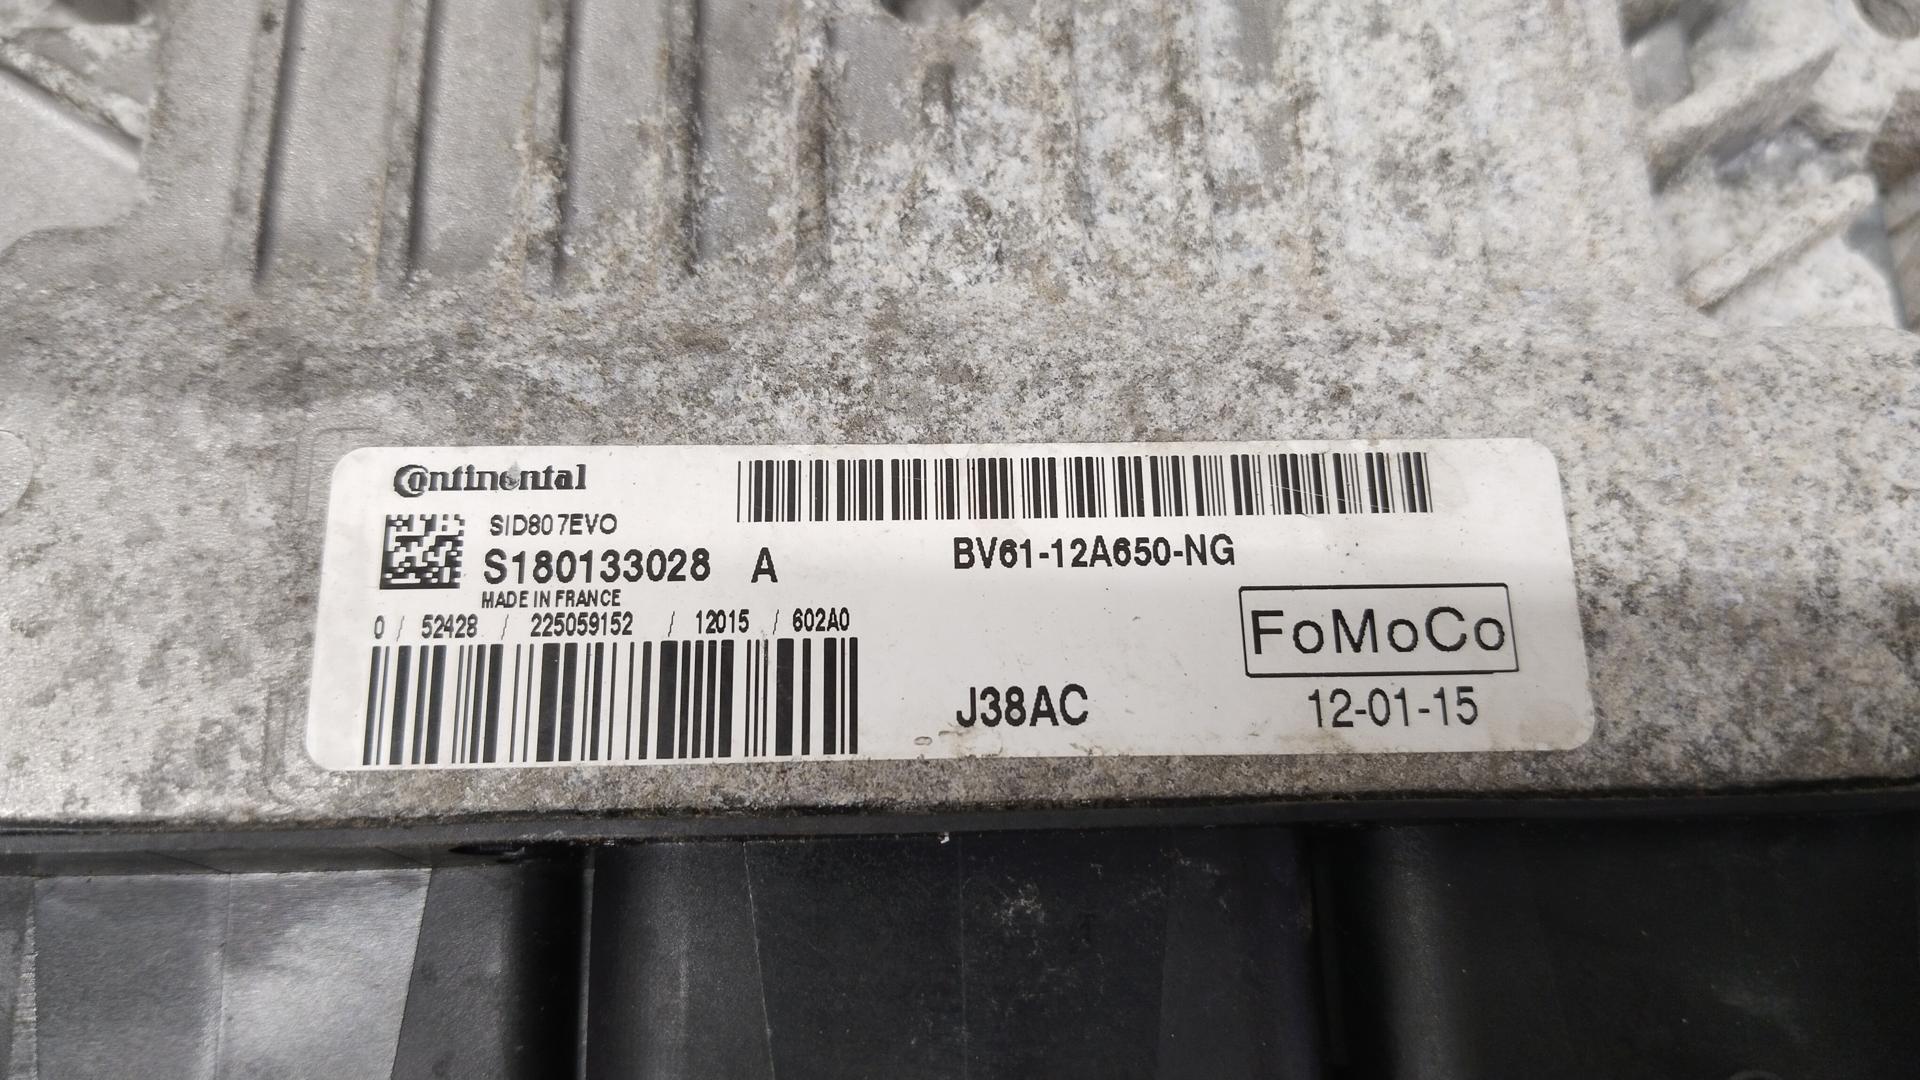 Continental
SID807EVO
S180133028 A
MADE IN FRANCE
0 / 52428 / 225059152 / 12015 / 602A0
BV61-12A650-NG
FoMoCo
J38AC
12-01-15